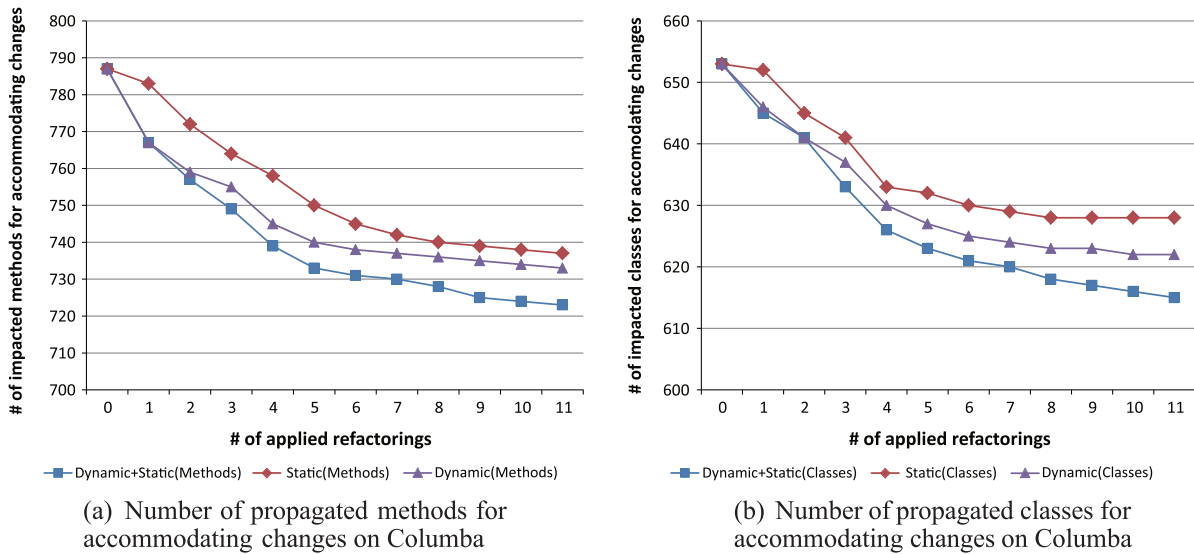 # of impacted methods for accommodating changes
800
790
780
770
760
750
740
730
720
710
700
0 1 2 3 4 5 6 7 8 9 10 11
# of applied refactorings
Dynamic+Static(Methods) Static(Methods) Dynamic(Methods)
(a) Number of propagated methods for
accommodating changes on Columba
# of impacted classes for accomodating changes
660
650
640
630
620
610
600
0 1 2 3 4 5 6 7 8 9 10 11
# of applied refactorings
Dynamic+Static(Classes) Static(Classes) Dynamic(Classes)
(b) Number of propagated classes for
accommodating changes on Columba